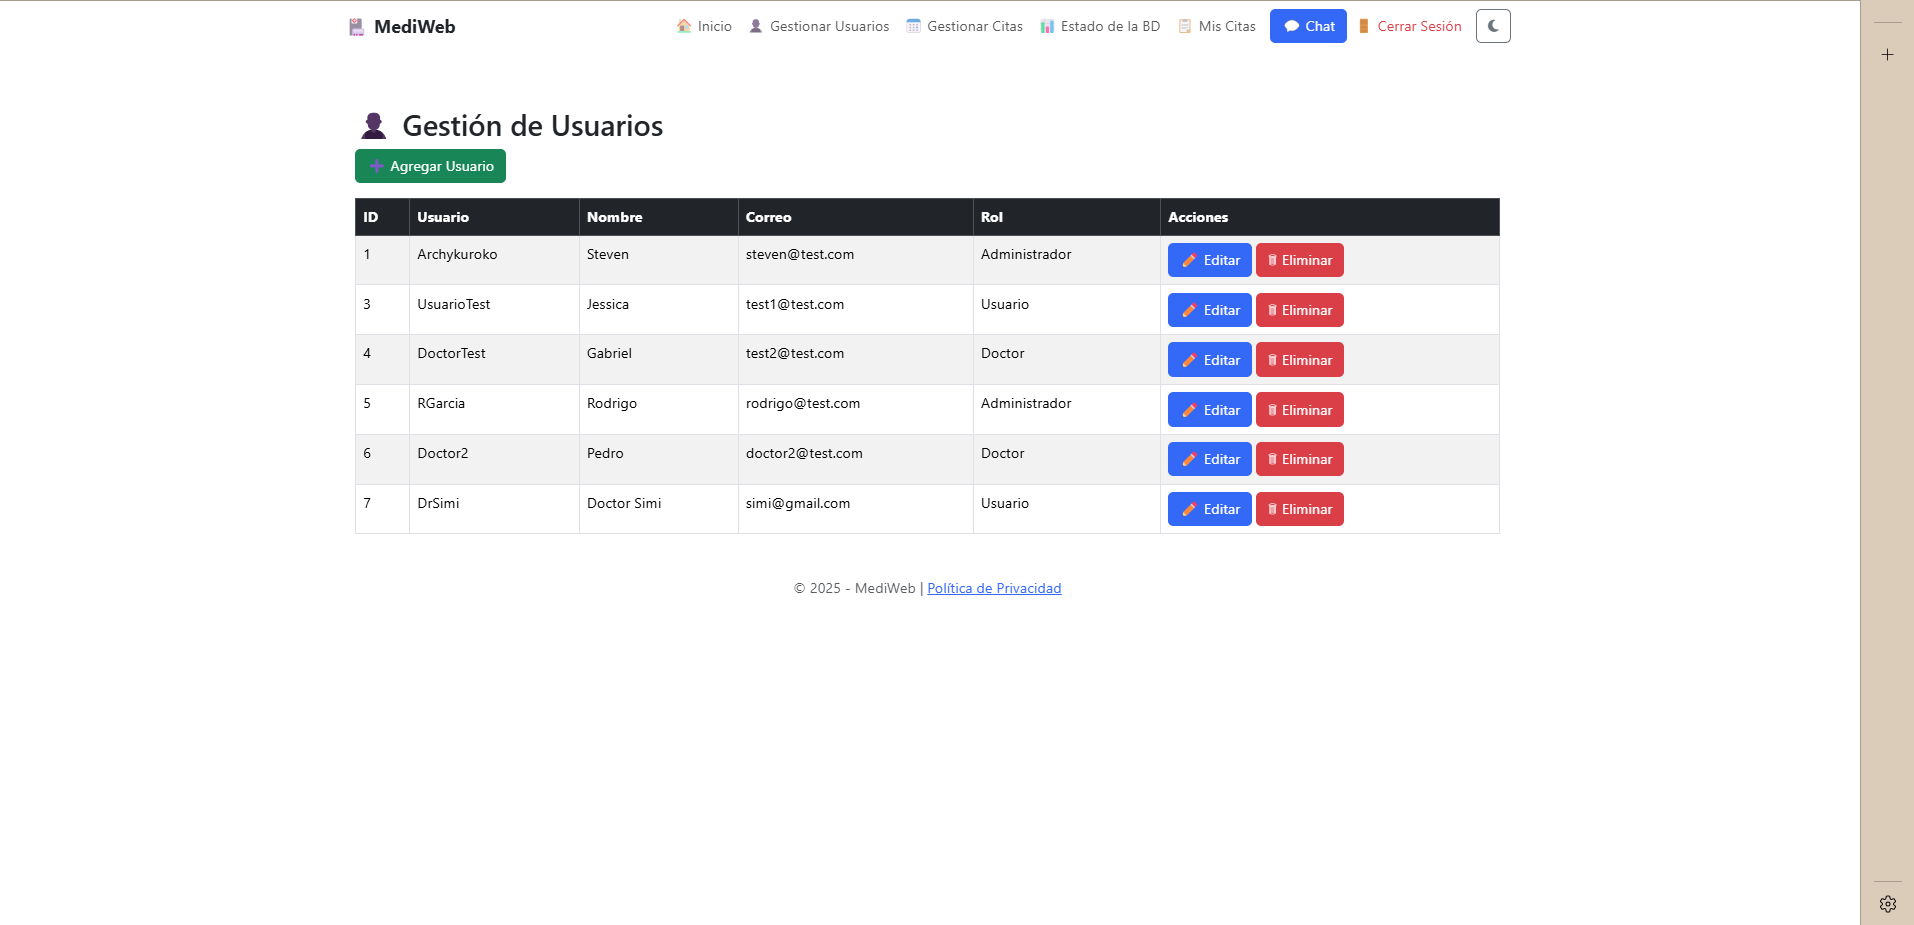 MediWeb Inicio Gestionar Usuarios Gestionar Citas Estado de la BD Mis Citas Chat Cerrar Sesión
Gestión de Usuarios
Agregar Usuario
ID Usuario Nombre Correo Rol Acciones
1 Archykuroko Steven steven@test.com Administrador Editar Eliminar
3 UsuarioTest Jessica test1@test.com Usuario Editar Eliminar
4 DoctorTest Gabriel test2@test.com Doctor Editar Eliminar
5 RGarcia Rodrigo rodrigo@test.com Administrador Editar Eliminar
6 Doctor2 Pedro doctor2@test.com Doctor Editar Eliminar
7 DrSimi Doctor Simi simi@gmail.com Usuario Editar Eliminar
© 2025 - MediWeb | Política de Privacidad